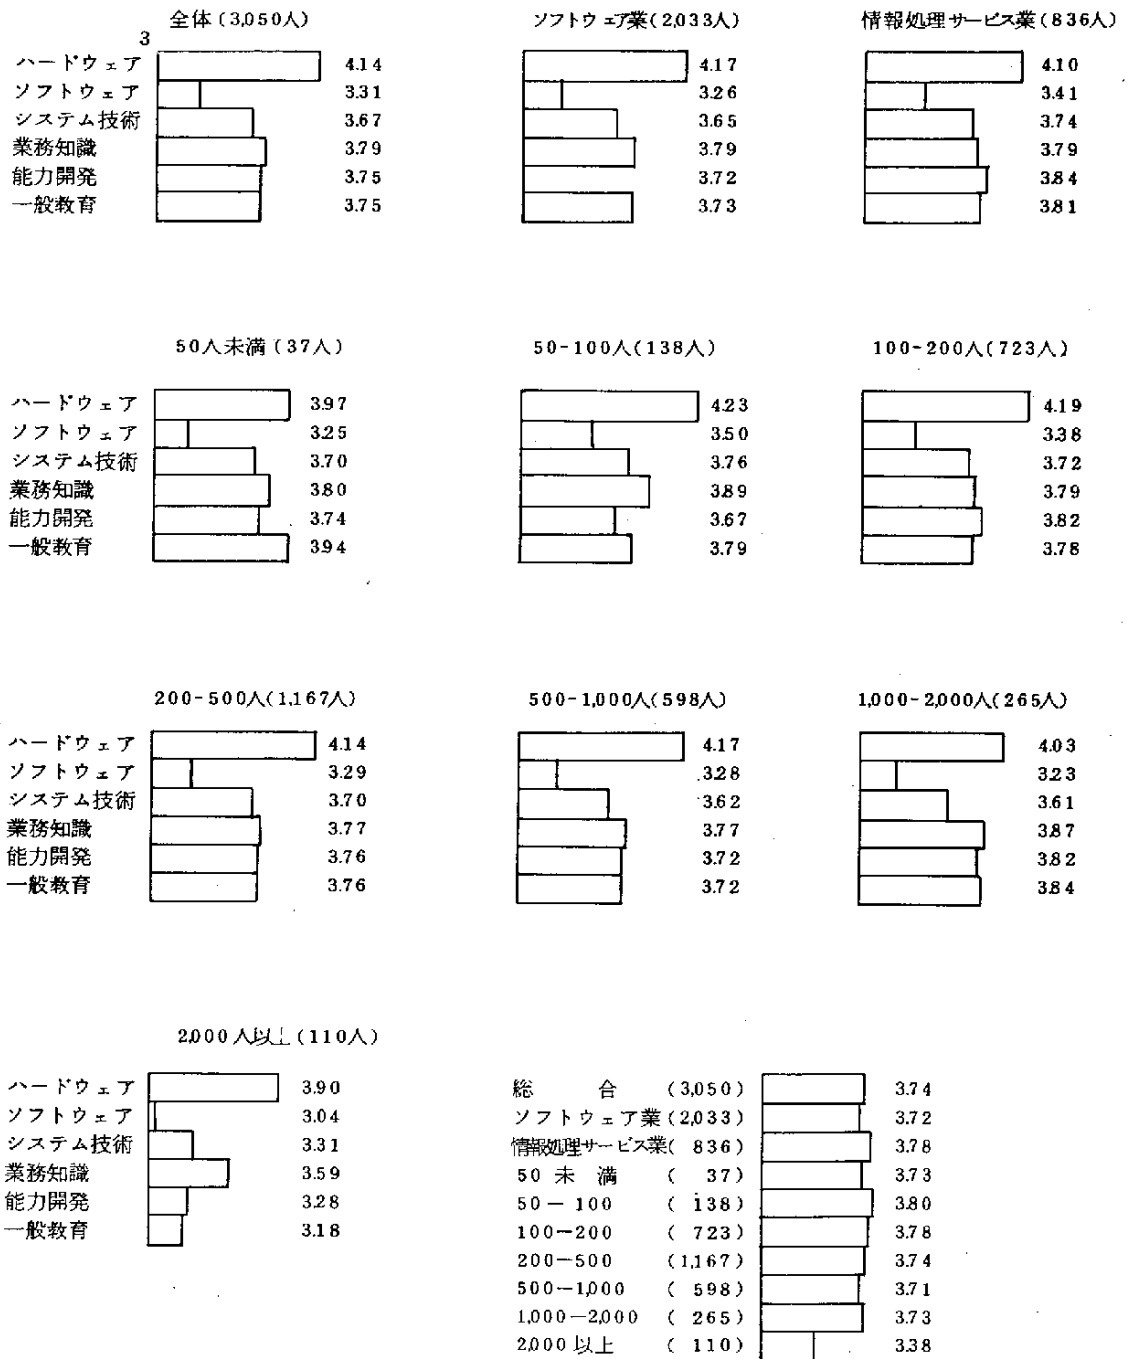 全体(3,050人)
3
ハードウェア 4.14
ソフトウェア 3.31
システム技術 3.67
業務知識 3.79
能力開発 3.75
一般教育 3.75
ソフトウェア業(2,033人)
4.17
3.26
3.65
3.79
3.72
3.73
情報処理サービス業(836人)
4.10
3.41
3.74
3.79
3.84
3.81
50人未満(37人)
ハードウェア 3.97
ソフトウェア 3.25
システム技術 3.70
業務知識 3.80
能力開発 3.74
一般教育 3.94
50-100人(138人)
4.23
3.50
3.76
3.89
3.67
3.79
100-200人(723人)
4.19
3.38
3.72
3.79
3.82
3.78
200-500人(1,167人)
ハードウェア 4.14
ソフトウェア 3.29
システム技術 3.70
業務知識 3.77
能力開発 3.76
一般教育 3.76
500-1,000人(598人)
4.17
3.28
3.62
3.77
3.72
3.72
1,000-2,000人(265人)
4.03
3.23
3.61
3.87
3.82
3.84
2,000人以上(110人)
ハードウェア 3.90
ソフトウェア 3.04
システム技術 3.31
業務知識 3.59
能力開発 3.28
一般教育 3.18
総合 (3,050) 3.74
ソフトウェア業(2,033) 3.72
情報処理サービス業( 836) 3.78
50未満 ( 37) 3.73
50-100 ( 138) 3.80
100-200 ( 723) 3.78
200-500 (1,167) 3.74
500-1,000 ( 598) 3.71
1,000-2,000 ( 265) 3.73
2,000以上 ( 110) 3.38